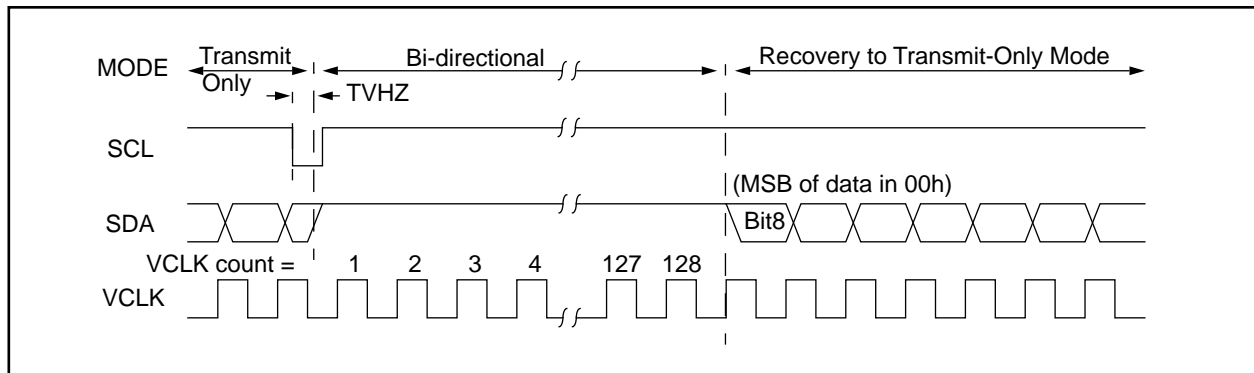 MODE Transmit Only Bi-directional Recovery to Transmit-Only Mode
TVHZ
SCL
(MSB of data in 00h)
SDA Bit8
VCLK count = 1 2 3 4 127 128
VCLK